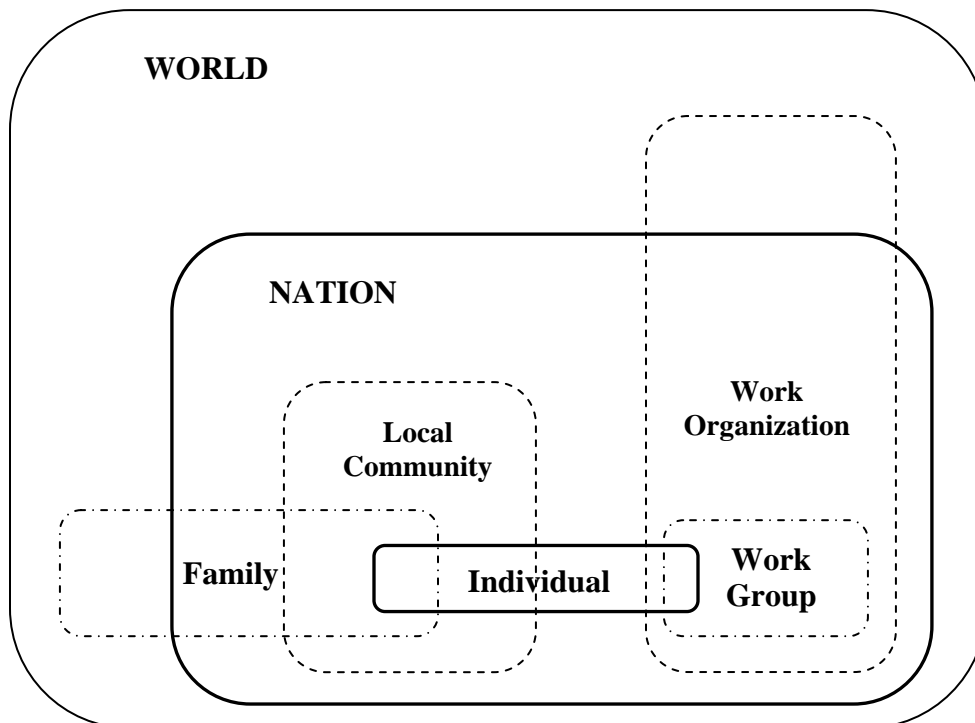 WORLD
NATION
Work
Organization
Local
Community
Family
Individual
Work
Group